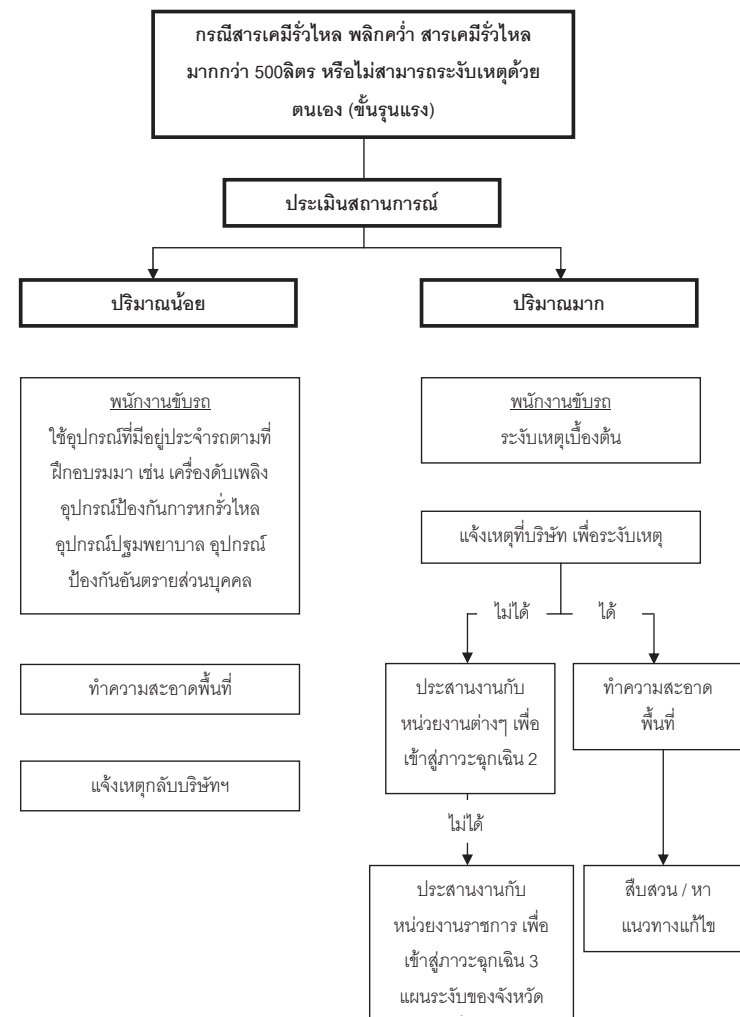 กรณีสารเคมีรั่วไหล พลิกคว่ำ สารเคมีรั่วไหล
มากกว่า 500ลิตร หรือไม่สามารถระงับเหตุด้วย
ตนเอง (ขั้นรุนแรง)
ประเมินสถานการณ์
ปริมาณน้อย
ปริมาณมาก
พนักงานขับรถ
ใช้อุปกรณ์ที่มีอยู่ประจำรถตามที่
ฝึกอบรมมา เช่น เครื่องดับเพลิง
อุปกรณ์ป้องกันการหกรั่วไหล
อุปกรณ์ปฐมพยาบาล อุปกรณ์
ป้องกันอันตรายส่วนบุคคล
ทำความสะอาดพื้นที่
แจ้งเหตุกลับบริษัทฯ
พนักงานขับรถ
ระงับเหตุเบื้องต้น
แจ้งเหตุที่บริษัท เพื่อระงับเหตุ
ไม่ได้
ได้
ประสานงานกับ
หน่วยงานต่างๆ เพื่อ
เข้าสู่ภาวะฉุกเฉิน 2
ทำความสะอาด
พื้นที่
ไม่ได้
ประสานงานกับ
หน่วยงานราชการ เพื่อ
เข้าสู่ภาวะฉุกเฉิน 3
แผนระงับของจังหวัด
สืบสวน / หา
แนวทางแก้ไข